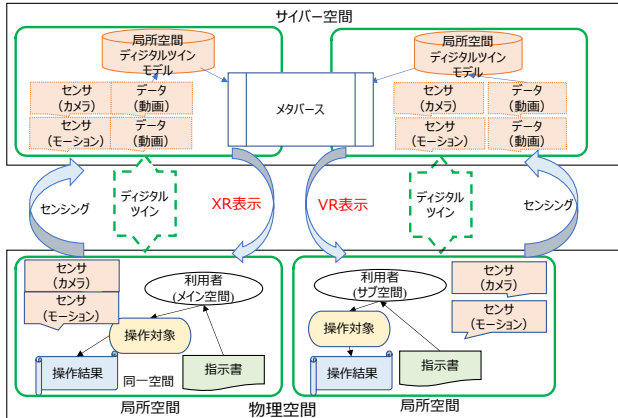 サイバー空間
局所空間
ディジタルツイン
モデル
センサ
(カメラ)
データ
(動画)
センサ
(モーション)
データ
(動画)
メタバース
局所空間
ディジタルツイン
モデル
センサ
(カメラ)
データ
(動画)
センサ
(モーション)
データ
(動画)
センシング
ディジタル
ツイン
XR表示
VR表示
ディジタル
ツイン
センシング
センサ
(カメラ)
センサ
(モーション)
利用者
(メイン空間)
操作対象
操作結果
同一空間
指示書
局所空間
利用者
(サブ空間)
センサ
(カメラ)
センサ
(モーション)
操作対象
操作結果
指示書
局所空間
物理空間